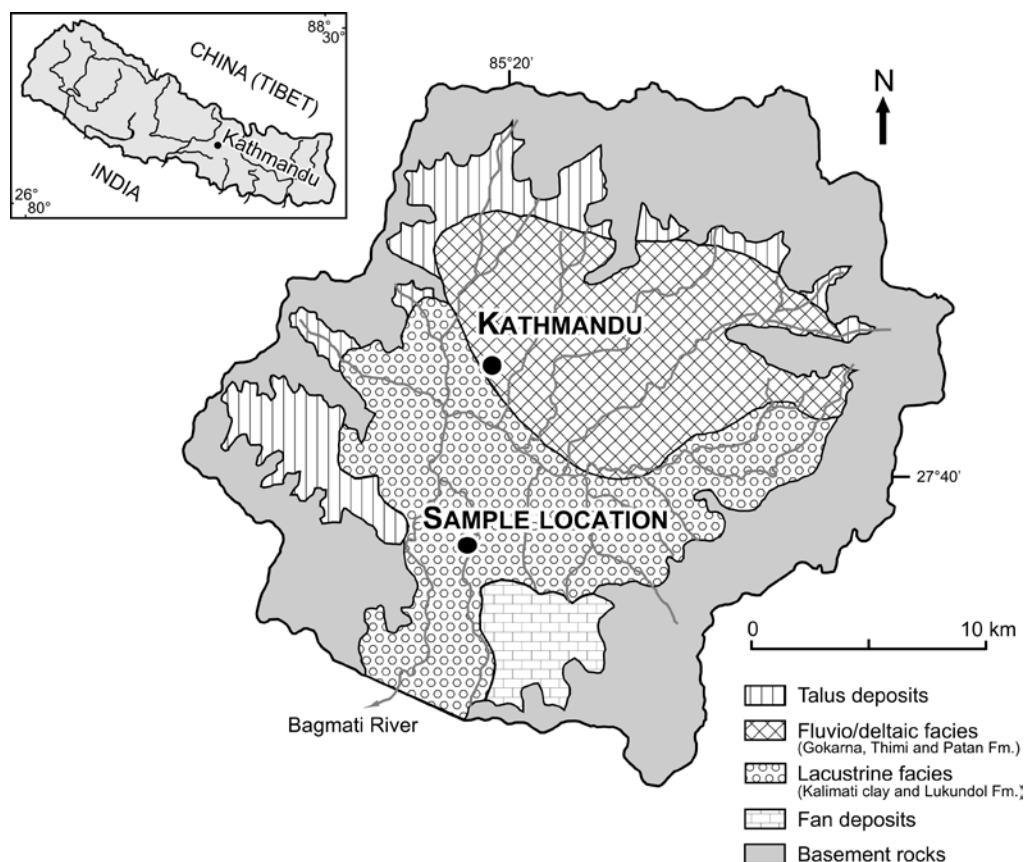 88°
30'
CHINA (TIBET)
Kathmandu
INDIA
26°
80°
85°20'
N
KATHMANDU
27°40'
SAMPLE LOCATION
0 10 km
Bagmati River
Talus deposits
Fluvio/deltaic facies
(Gokarna, Thimi and Patan Fm.)
Lacustrine facies
(Kalimati clay and Lukundol Fm.)
Fan deposits
Basement rocks